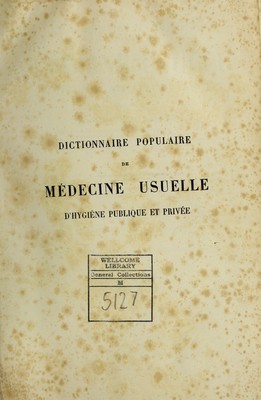 DICTIONNAIRE POPULAIRE
DE
MÉDECINE USUELLE
D'HYGIÈNE PUBLIQUE ET PRIVÉE
WELLCOME
LIBRARY
General Collections
M
5127